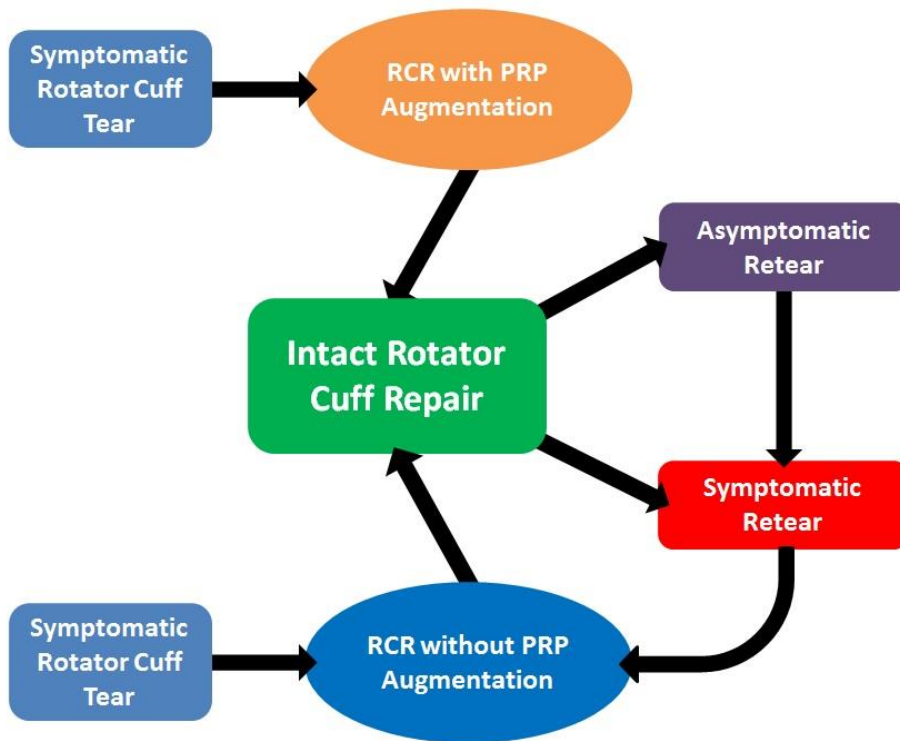 Symptomatic
Rotator Cuff
Tear
RCR with PRP
Augmentation
Asymptomatic
Retear
Intact Rotator
Cuff Repair
Symptomatic
Retear
Symptomatic
Rotator Cuff
Tear
RCR without PRP
Augmentation